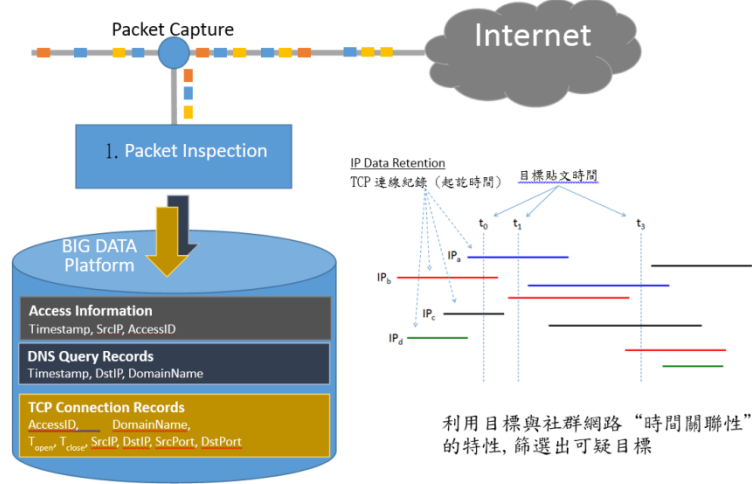 Packet Capture
Internet
1. Packet Inspection
BIG DATA
Platform
Access Information
Timestamp, SrcIP, AccessID
DNS Query Records
Timestamp, DstIP, DomainName
TCP Connection Records
AccessID, DomainName,
Topen, Tclose, SrcIP, DstIP, SrcPort, DstPort
IP Data Retention
TCP 連線紀錄 (起訖時間)
目標貼文時間
t0 t1 t3
IPa
IPb
IPc
IPd
利用目標與社群網路 “時間關聯性”
的特性, 篩選出可疑目標